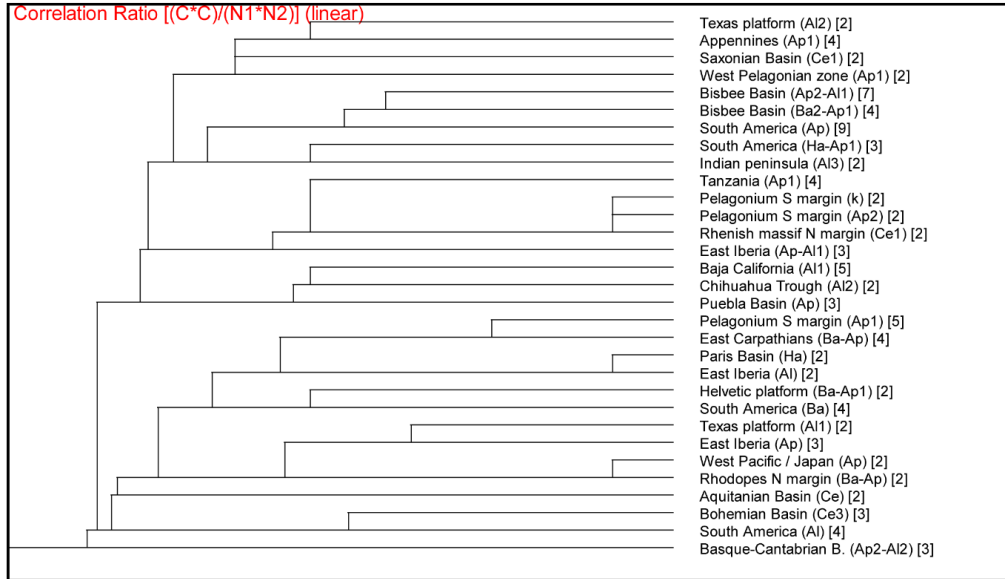 Correlation Ratio [(C*C)/(N1*N2)] (linear)
Texas platform (Al2) [2]
Appennines (Ap1) [4]
Saxonian Basin (Ce1) [2]
West Pelagonian zone (Ap1) [2]
Bisbee Basin (Ap2-Al1) [7]
Bisbee Basin (Ba2-Ap1) [4]
South America (Ap) [9]
South America (Ha-Ap1) [3]
Indian peninsula (Al3) [2]
Tanzania (Ap1) [4]
Pelagonium S margin (k) [2]
Pelagonium S margin (Ap2) [2]
Rhenish massif N margin (Ce1) [2]
East Iberia (Ap-Al1) [3]
Baja California (Al1) [5]
Chihuahua Trough (Al2) [2]
Puebla Basin (Ap) [3]
Pelagonium S margin (Ap1) [5]
East Carpathians (Ba-Ap) [4]
Paris Basin (Ha) [2]
East Iberia (Al) [2]
Helvetic platform (Ba-Ap1) [2]
South America (Ba) [4]
Texas platform (Al1) [2]
East Iberia (Ap) [3]
West Pacific / Japan (Ap) [2]
Rhodopes N margin (Ba-Ap) [2]
Aquitanian Basin (Ce) [2]
Bohemian Basin (Ce3) [3]
South America (Al) [4]
Basque-Cantabrian B. (Ap2-Al2) [3]